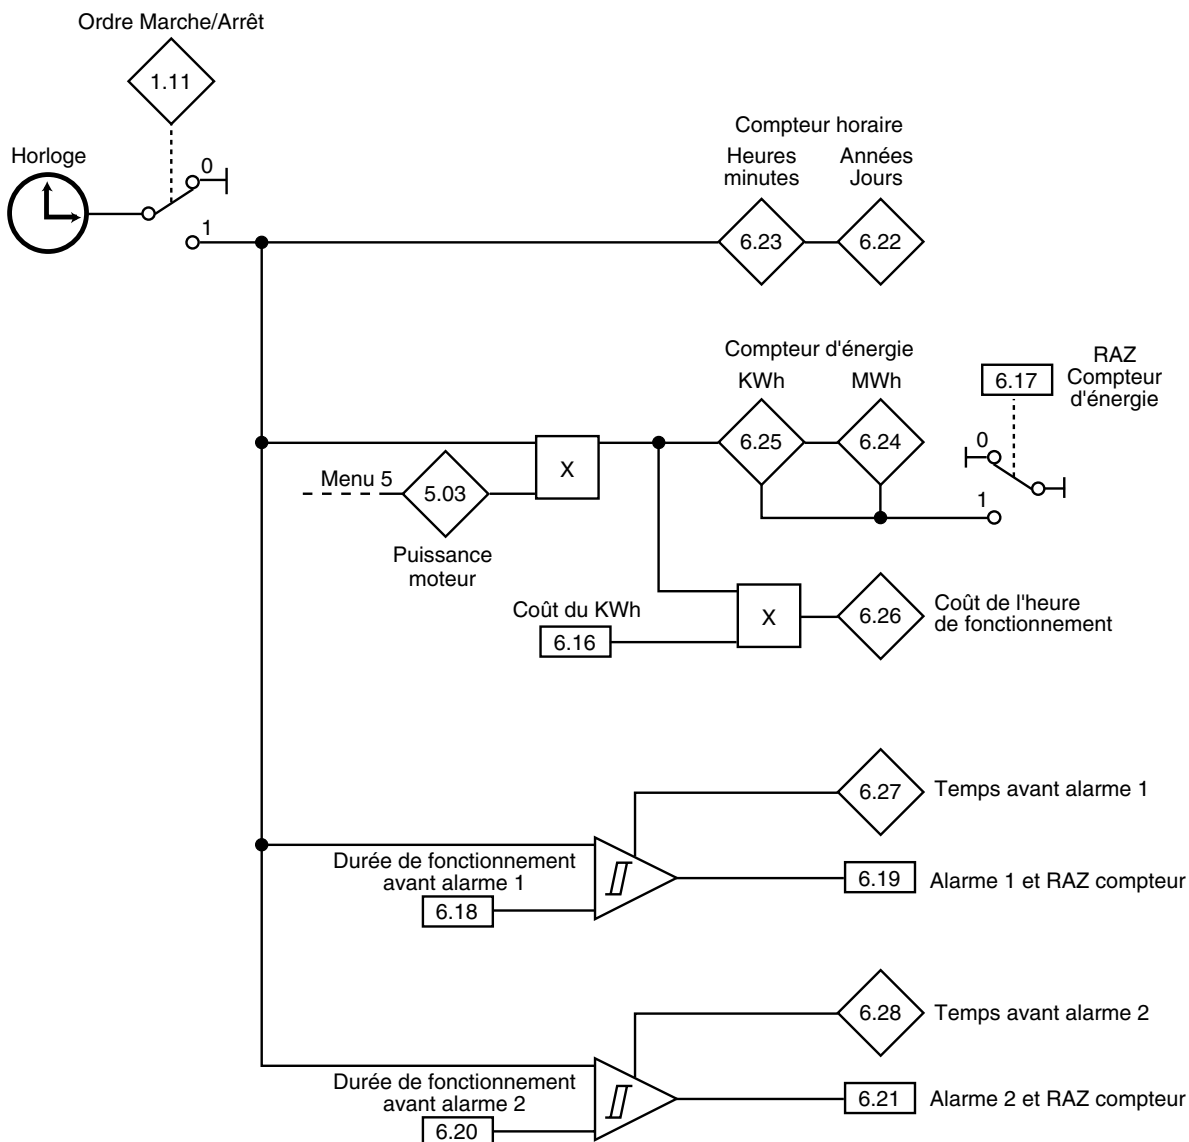 Ordre Marche/Arrêt
1.11
Horloge
0
1
Compteur horaire
Heures
minutes
Années
Jours
6.23
6.22
Compteur d'énergie
KWh
MWh
6.25
6.24
6.17
RAZ
Compteur
d'énergie
0
1
X
Menu 5
5.03
Puissance
moteur
Coût du KWh
6.16
X
6.26
Coût de l'heure
de fonctionnement
6.27
Temps avant alarme 1
Durée de fonctionnement
avant alarme 1
6.18
6.19
Alarme 1 et RAZ compteur
6.28
Temps avant alarme 2
Durée de fonctionnement
avant alarme 2
6.20
6.21
Alarme 2 et RAZ compteur